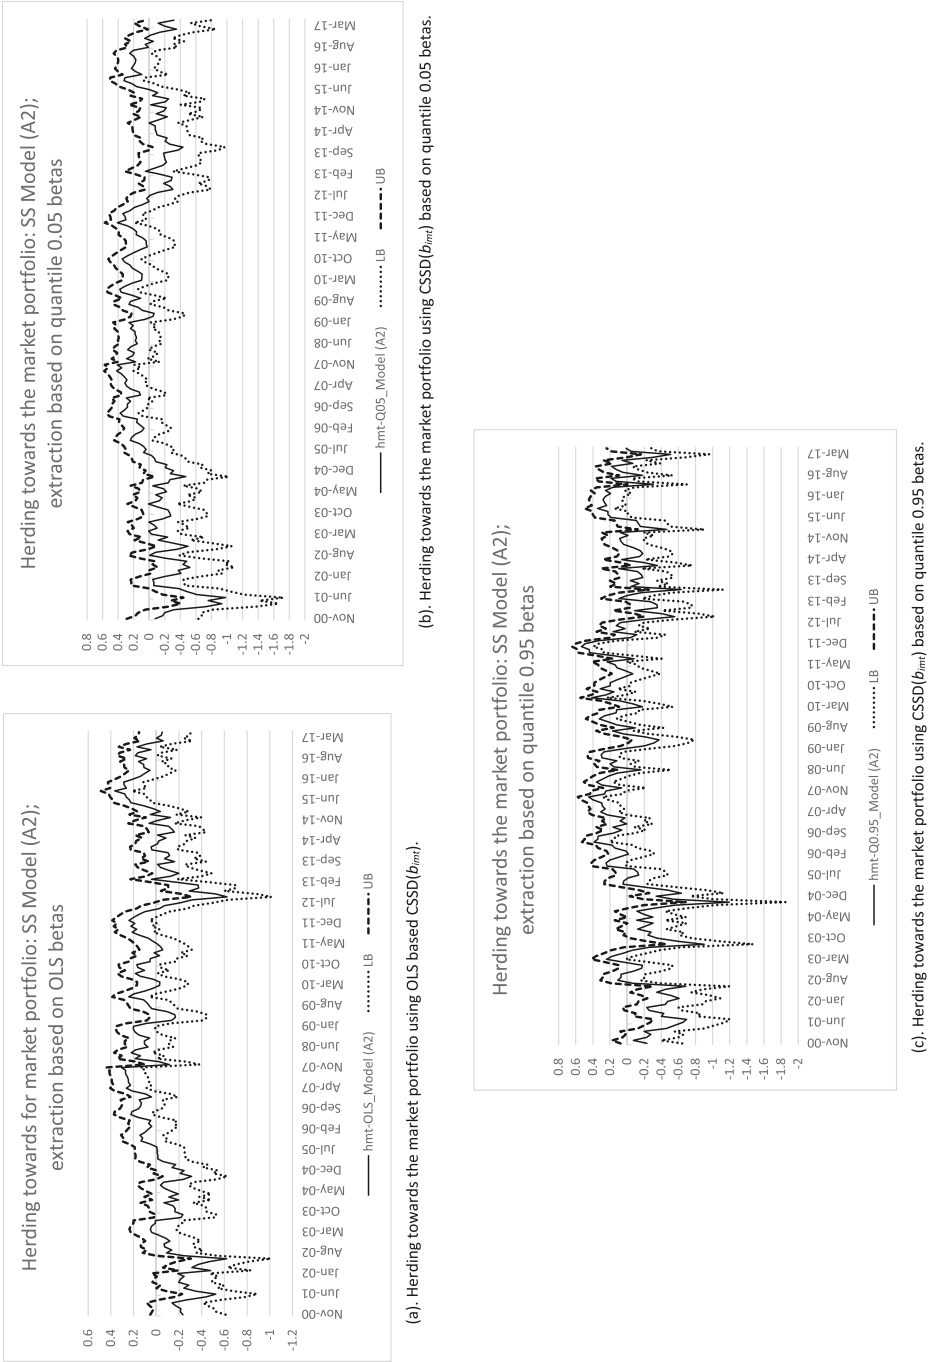 Herding towards for market portfolio: SS Model (A2);
extraction based on OLS betas
0.6
0.4
0.2
0
-0.2
-0.4
-0.6
-0.8
-1
-1.2
Nov-00
Jun-01
Jan-02
Aug-02
Mar-03
Oct-03
May-04
Dec-04
Jul-05
Feb-06
Sep-06
Apr-07
Nov-07
Jun-08
Jan-09
Aug-09
Mar-10
Oct-10
May-11
Dec-11
Jul-12
Feb-13
Sep-13
Apr-14
Nov-14
Jun-15
Jan-16
Aug-16
Mar-17
hmt-OLS_Model (A2) LB UB
(a). Herding towards the market portfolio using OLS based CSSD(bimt).
Herding towards the market portfolio: SS Model (A2);
extraction based on quantile 0.05 betas
0.8
0.6
0.4
0.2
0
-0.2
-0.4
-0.6
-0.8
-1
-1.2
-1.4
-1.6
-1.8
-2
Nov-00
Jun-01
Jan-02
Aug-02
Mar-03
Oct-03
May-04
Dec-04
Jul-05
Feb-06
Sep-06
Apr-07
Nov-07
Jun-08
Jan-09
Aug-09
Mar-10
Oct-10
May-11
Dec-11
Jul-12
Feb-13
Sep-13
Apr-14
Nov-14
Jun-15
Jan-16
Aug-16
Mar-17
hmt-Q05_Model (A2) LB UB
(b). Herding towards the market portfolio using CSSD(bimt) based on quantile 0.05 betas.
Herding towards the market portfolio: SS Model (A2);
extraction based on quantile 0.95 betas
0.8
0.6
0.4
0.2
0
-0.2
-0.4
-0.6
-0.8
-1
-1.2
-1.4
-1.6
-1.8
-2
Nov-00
Jun-01
Jan-02
Aug-02
Mar-03
Oct-03
May-04
Dec-04
Jul-05
Feb-06
Sep-06
Apr-07
Nov-07
Jun-08
Jan-09
Aug-09
Mar-10
Oct-10
May-11
Dec-11
Jul-12
Feb-13
Sep-13
Apr-14
Nov-14
Jun-15
Jan-16
Aug-16
Mar-17
hmt-Q0.95_Model (A2) LB UB
(c). Herding towards the market portfolio using CSSD(bimt) based on quantile 0.95 betas.